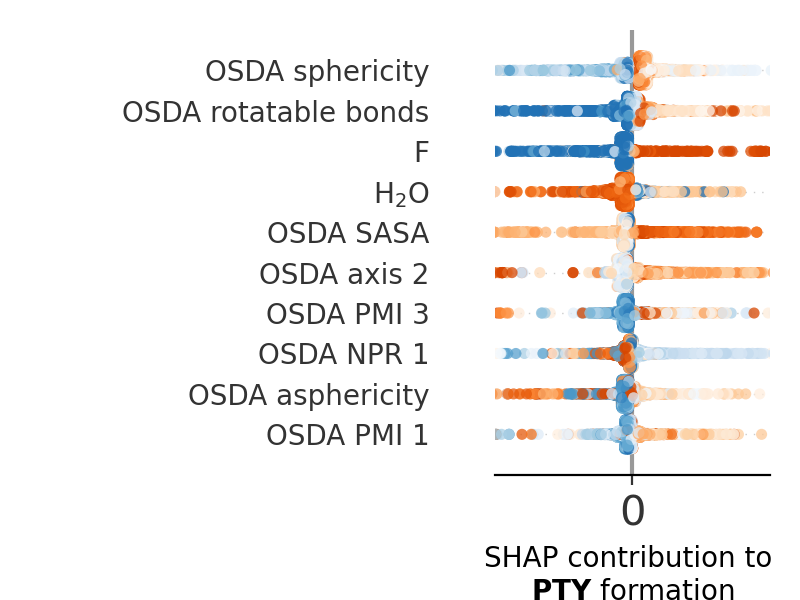 OSDA sphericity
OSDA rotatable bonds
F
H₂O
OSDA SASA
OSDA axis 2
OSDA PMI 3
OSDA NPR 1
OSDA asphericity
OSDA PMI 1
0
SHAP contribution to
PTY formation